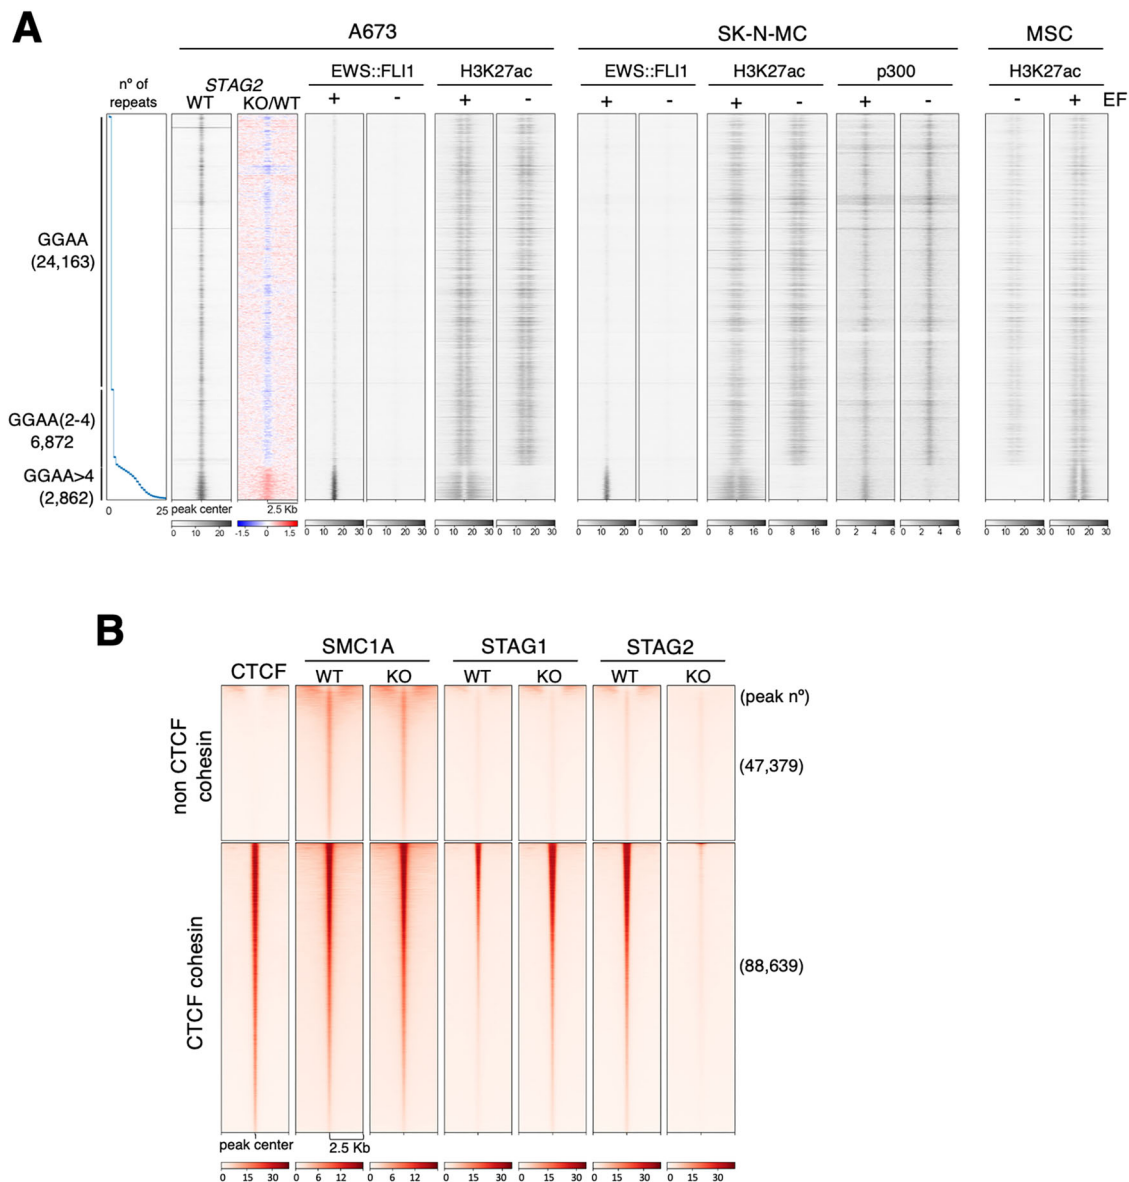 A
A673
SK-N-MC
MSC
nº of
repeats
STAG2
WT KO/WT
EWS::FLI1
H3K27ac
EWS::FLI1
H3K27ac
p300
H3K27ac
+ - + - + - + - + - - + EF
GGAA
(24,163)
GGAA(2-4)
6,872
GGAA>4
(2,862)
0 25 peak center 2.5 Kb
0 10 20 -1.5 0 1.5 0 10 20 30 0 10 20 30 0 10 20 30 0 10 20 30 0 10 20 0 10 20 0 8 16 0 8 16 0 2 4 6 0 2 4 6 0 10 20 30 0 10 20 30
B
SMC1A STAG1 STAG2
CTCF WT KO WT KO WT KO
(peak nº)
non CTCF
cohesin
(47,379)
CTCF cohesin
(88,639)
peak center 2.5 Kb
0 15 30 0 6 12 0 6 12 0 15 30 0 15 30 0 15 30 0 15 30